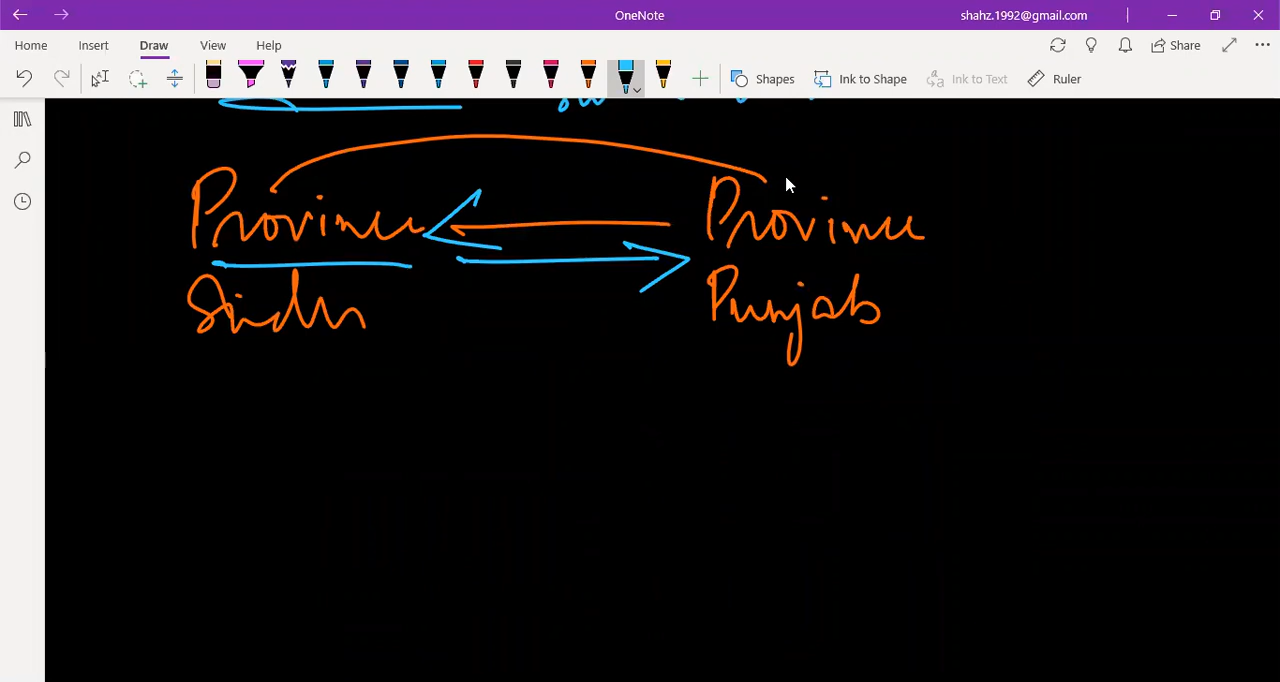 OneNote
shahz.1992@gmail.com
Home Insert Draw View Help
Share
Shapes Ink to Shape Ink to Text Ruler
Province Province
Sindh Punjab